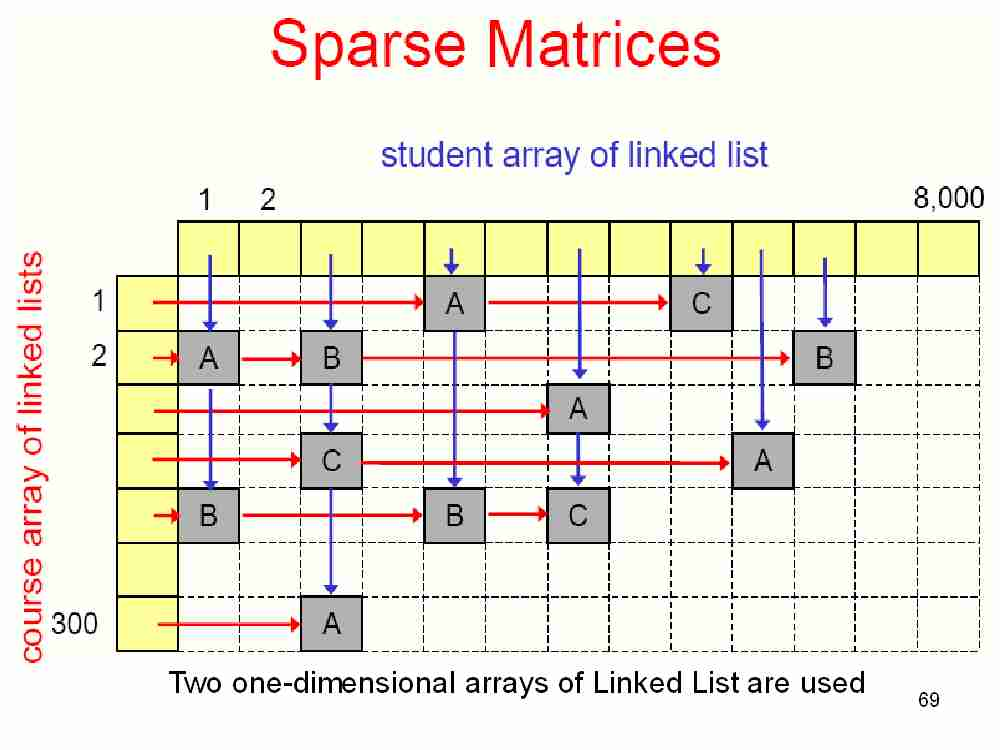 Sparse Matrices
student array of linked list
1 2 8,000
course array of linked lists
1 A C
2 A B B
A
C A
B B C
300 A
Two one-dimensional arrays of Linked List are used
69